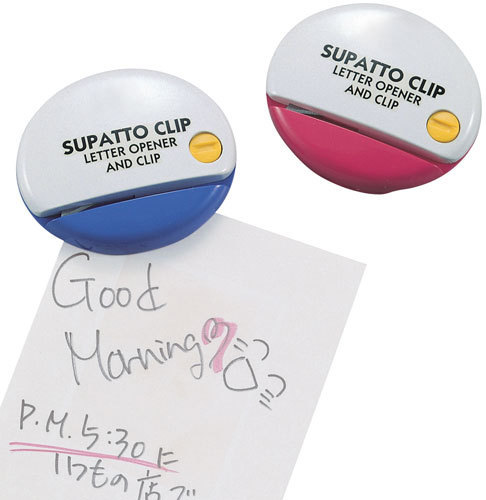 SUPATTO CLIP
LETTER OPENER
AND CLIP
SUPATTO CLIP
LETTER OPENER
AND CLIP
Good
Morning
P.M.5:30に
いつもの店で